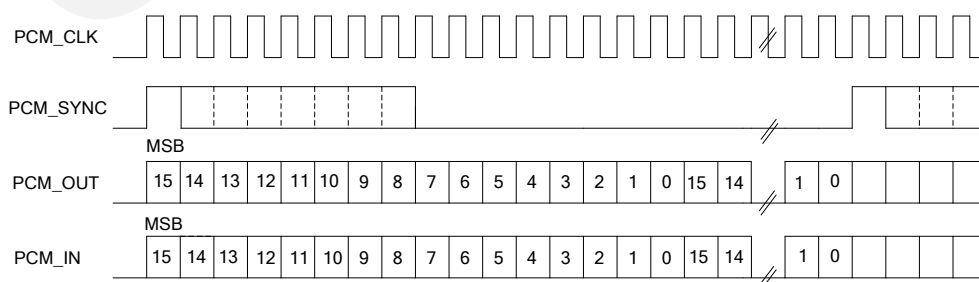 PCM_CLK
PCM_SYNC
MSB
PCM_OUT 15 14 13 12 11 10 9 8 7 6 5 4 3 2 1 0 15 14 1 0
MSB
PCM_IN 15 14 13 12 11 10 9 8 7 6 5 4 3 2 1 0 15 14 1 0